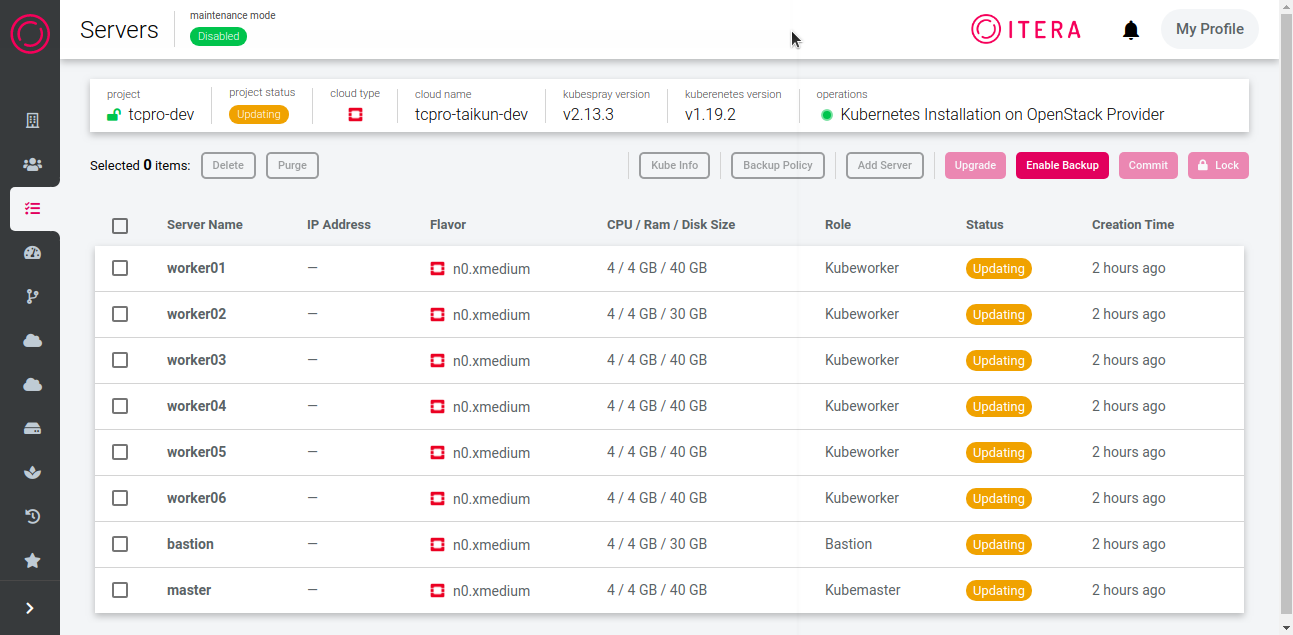 Servers
maintenance mode
Disabled
ITERA
My Profile
project
tcpro-dev
project status
Updating
cloud type
cloud name
tcpro-taikun-dev
kubespray version
v2.13.3
kuberenetes version
v1.19.2
operations
Kubernetes Installation on OpenStack Provider
Selected 0 items:
Delete
Purge
Kube Info
Backup Policy
Add Server
Upgrade
Enable Backup
Commit
Lock
Server Name IP Address Flavor CPU / Ram / Disk Size Role Status Creation Time
worker01 — n0.xmedium 4 / 4 GB / 40 GB Kubeworker Updating 2 hours ago
worker02 — n0.xmedium 4 / 4 GB / 30 GB Kubeworker Updating 2 hours ago
worker03 — n0.xmedium 4 / 4 GB / 40 GB Kubeworker Updating 2 hours ago
worker04 — n0.xmedium 4 / 4 GB / 40 GB Kubeworker Updating 2 hours ago
worker05 — n0.xmedium 4 / 4 GB / 40 GB Kubeworker Updating 2 hours ago
worker06 — n0.xmedium 4 / 4 GB / 40 GB Kubeworker Updating 2 hours ago
bastion — n0.xmedium 4 / 4 GB / 30 GB Bastion Updating 2 hours ago
master — n0.xmedium 4 / 4 GB / 40 GB Kubemaster Updating 2 hours ago